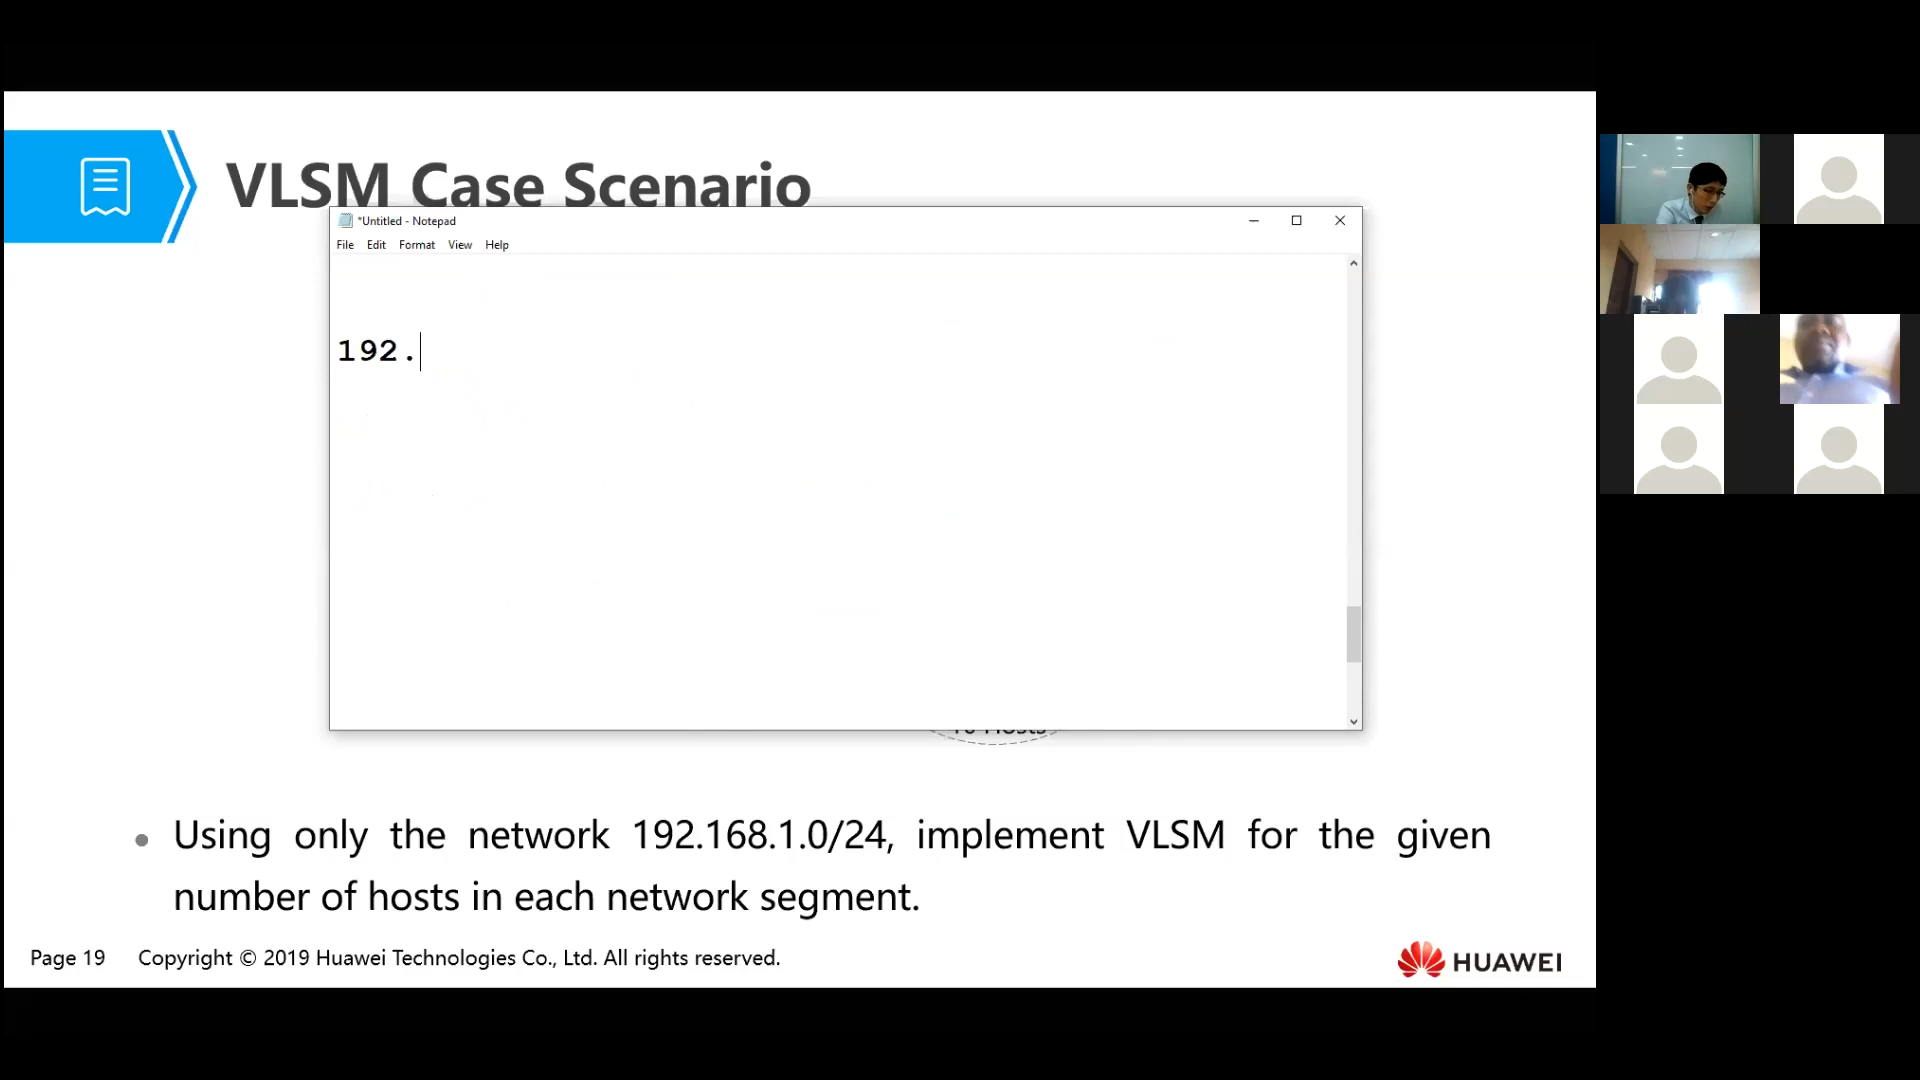 VLSM Case Scenario
*Untitled - Notepad
File Edit Format View Help
192.
Hosts
Using only the network 192.168.1.0/24, implement VLSM for the given
number of hosts in each network segment.
Page 19 Copyright © 2019 Huawei Technologies Co., Ltd. All rights reserved.
HUAWEI